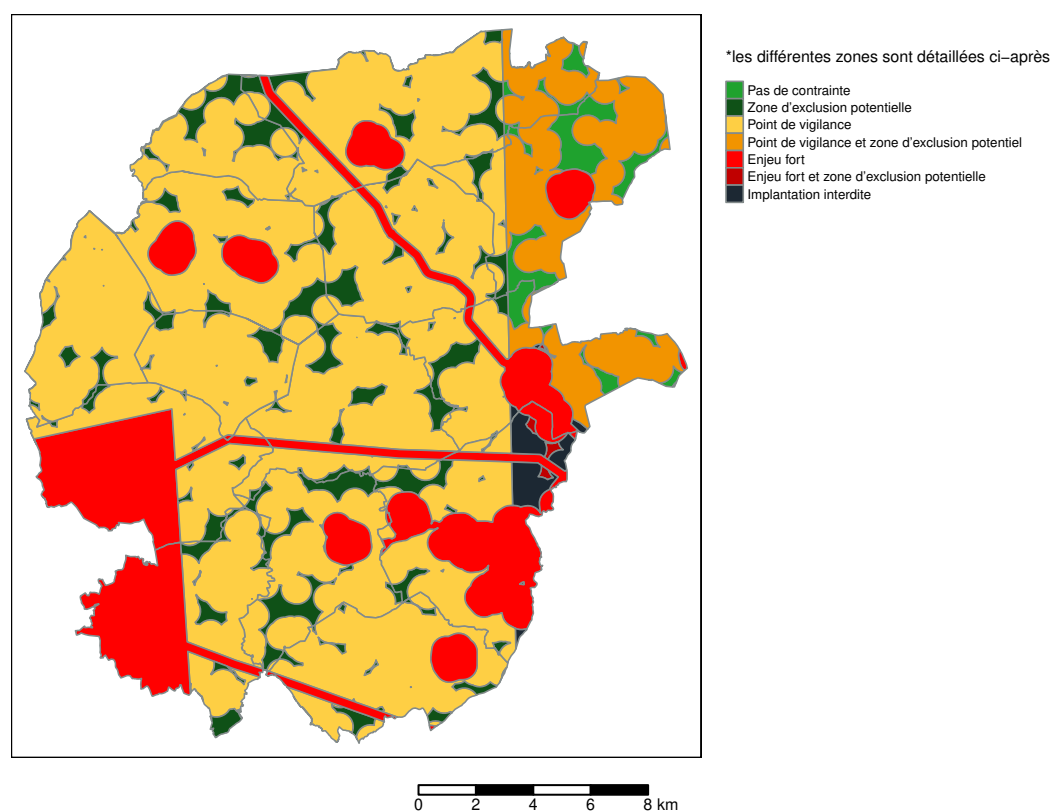 *les différentes zones sont détaillées ci−après
Pas de contrainte
Zone d'exclusion potentielle
Point de vigilance
Point de vigilance et zone d'exclusion potentiel
Enjeu fort
Enjeu fort et zone d'exclusion potentielle
Implantation interdite
0 2 4 6 8 km